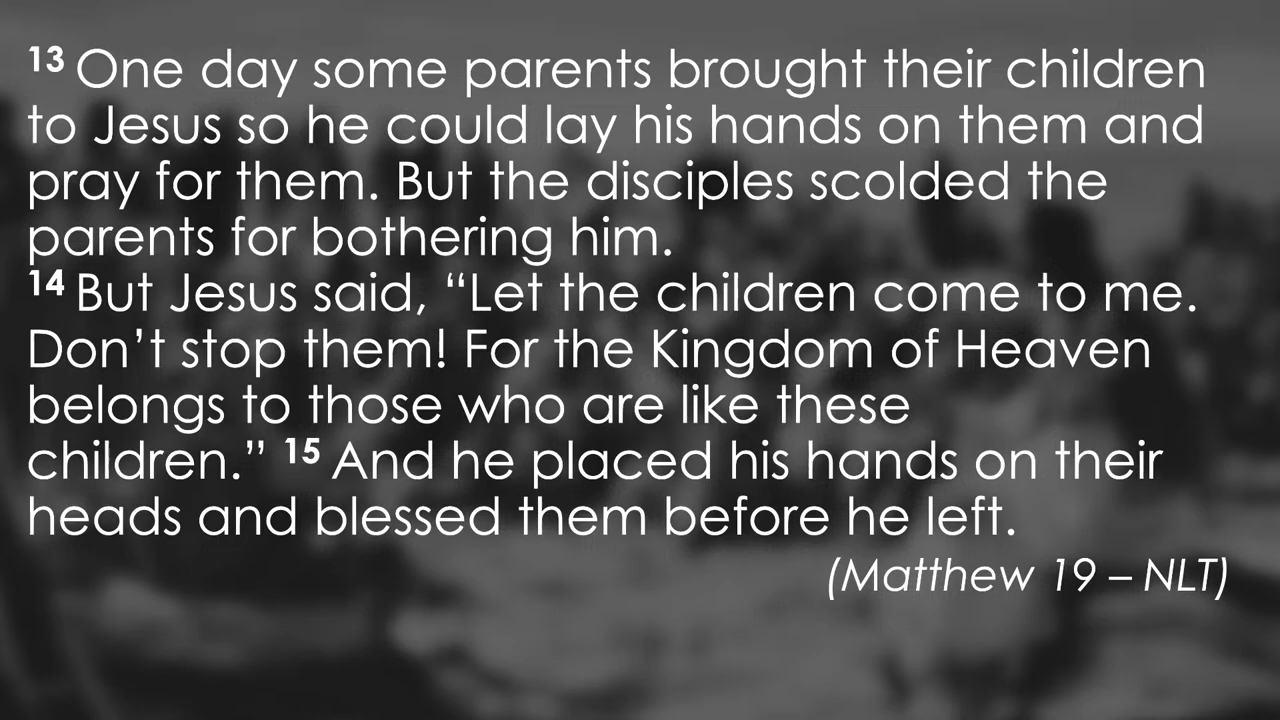 13 One day some parents brought their children
to Jesus so he could lay his hands on them and
pray for them. But the disciples scolded the
parents for bothering him.
14 But Jesus said, “Let the children come to me.
Don’t stop them! For the Kingdom of Heaven
belongs to those who are like these
children.” 15 And he placed his hands on their
heads and blessed them before he left.
(Matthew 19 – NLT)